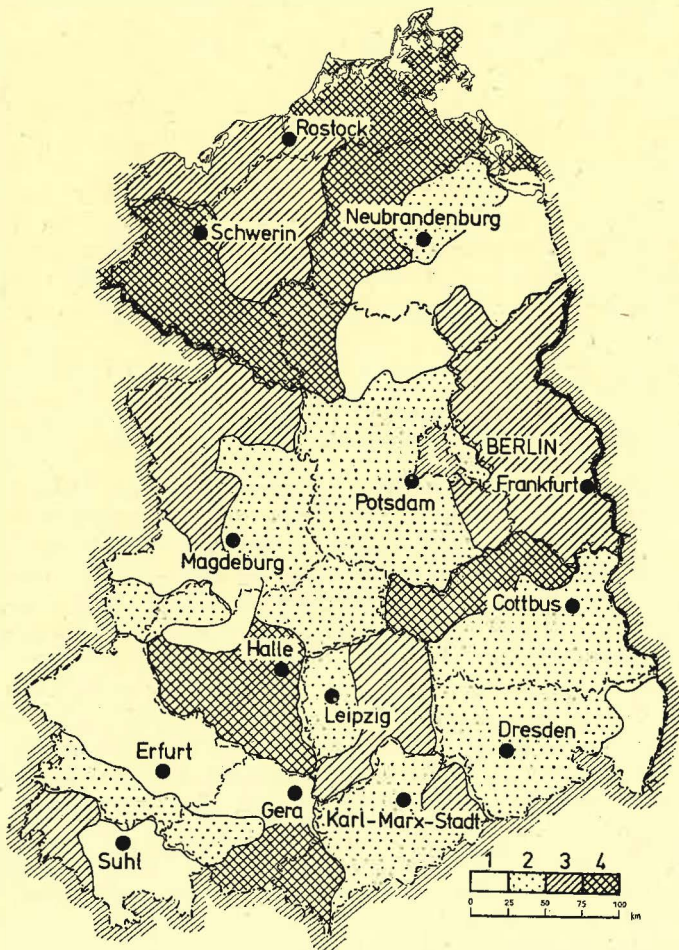 Rostock
Schwerin
Neubrandenburg
BERLIN
Potsdam
Frankfurt
Magdeburg
Cottbus
Halle
Leipzig
Dresden
Erfurt
Gera
Karl-Marx-Stadt
Suhl
1 2 3 4
0 25 50 75 100
km